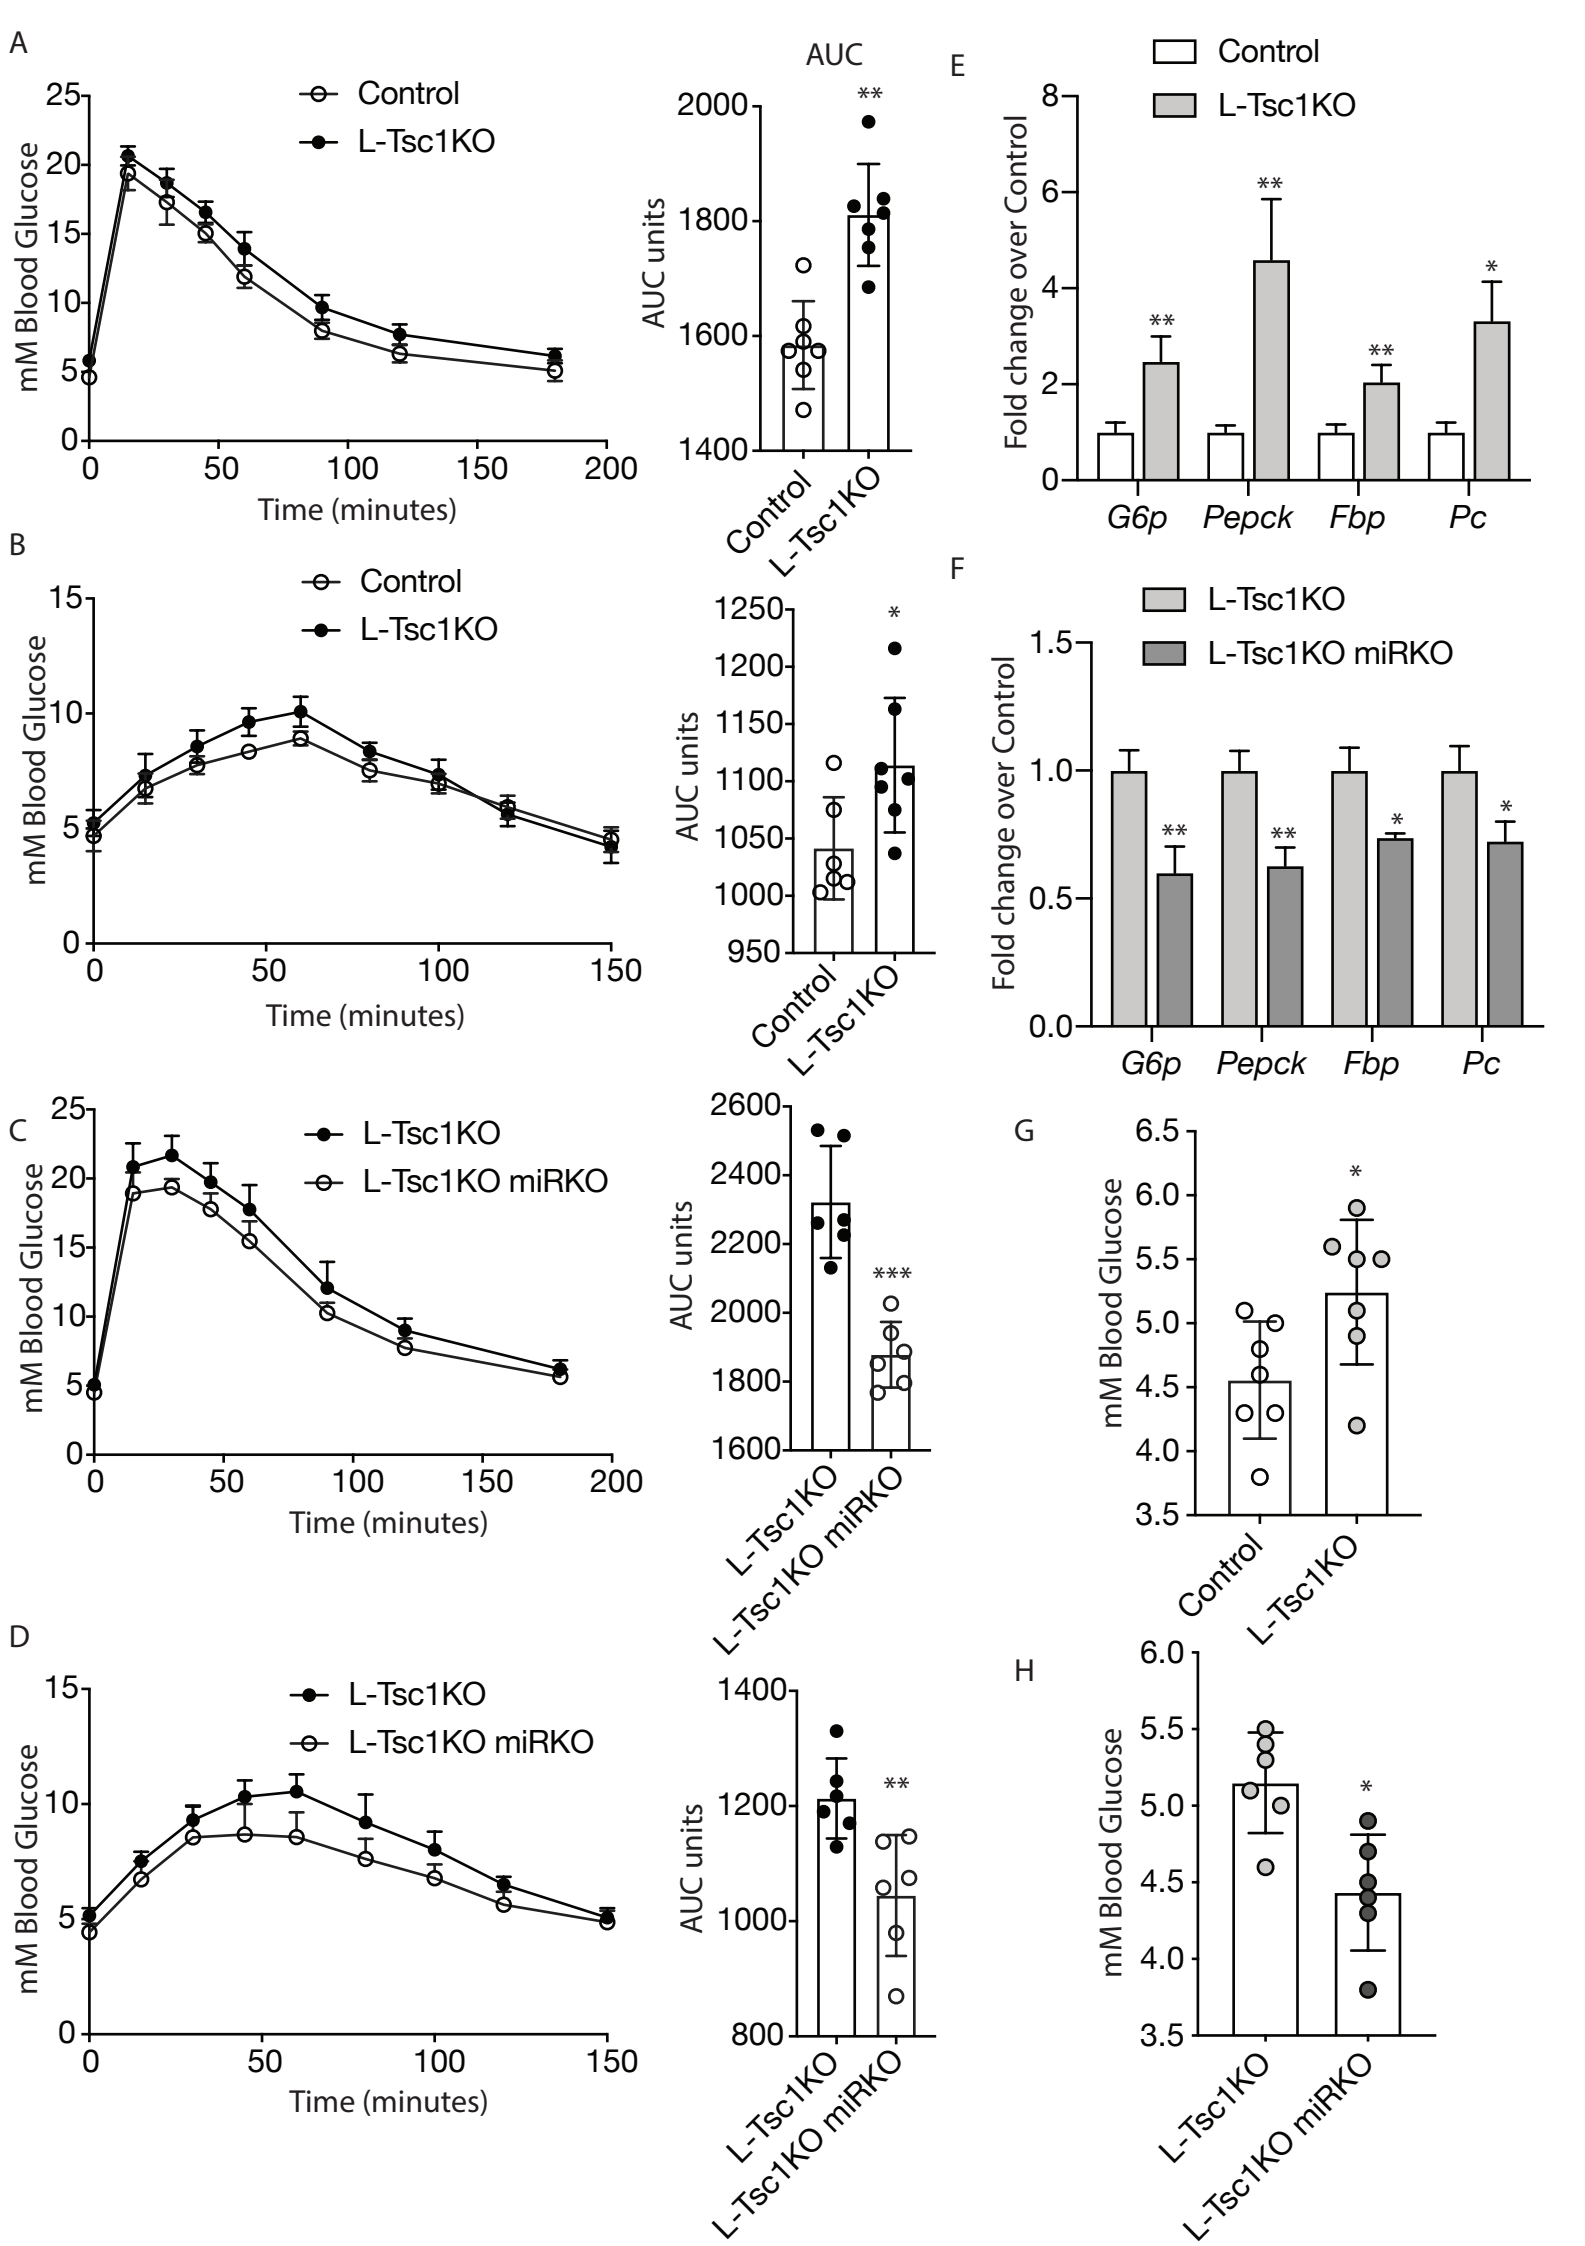 A
25
20
15
10
5
0
mM Blood Glucose
Control
L-Tsc1KO
0 50 100 150 200
Time (minutes)
AUC
**
2000
1800
1600
1400
AUC units
Control
L-Tsc1KO
B
15
10
5
0
mM Blood Glucose
Control
L-Tsc1KO
0 50 100 150
Time (minutes)
*
1250
1200
1150
1100
1050
1000
950
AUC units
Control
L-Tsc1KO
C
25
20
15
10
5
0
mM Blood Glucose
L-Tsc1KO
L-Tsc1KO miRKO
0 50 100 150 200
Time (minutes)
2600
2400
2200
2000
1800
1600
AUC units
***
L-Tsc1KO
L-Tsc1KO miRKO
D
15
10
5
0
mM Blood Glucose
L-Tsc1KO
L-Tsc1KO miRKO
0 50 100 150
Time (minutes)
1400
1200
1000
800
AUC units
**
L-Tsc1KO
L-Tsc1KO miRKO
E
Control
L-Tsc1KO
8
6
4
2
0
Fold change over Control
** ** ** *
G6p Pepck Fbp Pc
F
L-Tsc1KO
L-Tsc1KO miRKO
1.5
1.0
0.5
0.0
Fold change over Control
** ** * *
G6p Pepck Fbp Pc
G
6.5
6.0
5.5
5.0
4.5
4.0
3.5
mM Blood Glucose
*
Control
L-Tsc1KO
H
6.0
5.5
5.0
4.5
4.0
3.5
mM Blood Glucose
*
L-Tsc1KO
L-Tsc1KO miRKO